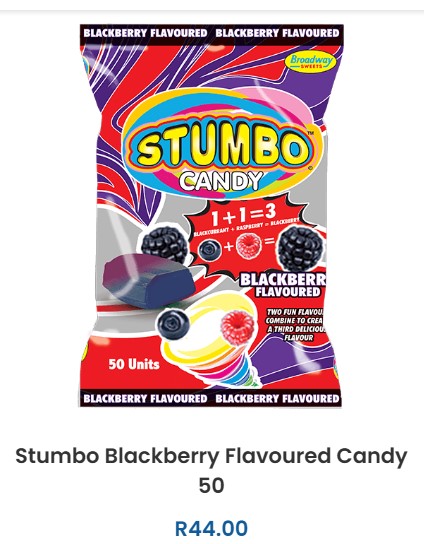 BLACKBERRY FLAVOURED BLACKBERRY FLAVOURED
Broadway
SWEETS
STUMBO™
CANDY
1+1=3
BLACKCURRANT + RASPBERRY = BLACKBERRY
+ =
BLACKBERR
FLAVOURED
TWO FUN FLAVOU
COMBINE TO CREA
A THIRD DELICIOU
FLAVOUR
50 Units
BLACKBERRY FLAVOURED BLACKBERRY FLAVOURED
Stumbo Blackberry Flavoured Candy
50
R44.00